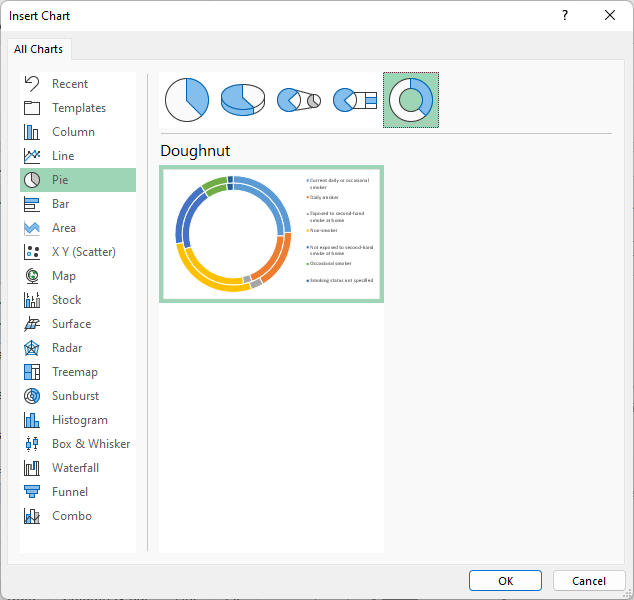 Insert Chart
?
All Charts
Recent
Templates
Column
Line
Pie
Bar
Area
X Y (Scatter)
Map
Stock
Surface
Radar
Treemap
Sunburst
Histogram
Box & Whisker
Waterfall
Funnel
Combo
Doughnut
Current daily or occasional
smoker
Daily smoker
Exposed to second-hand
smoke at home
Non-smoker
Not exposed to second-hand
smoke at home
Occasional smoker
Smoking status not specified
OK
Cancel